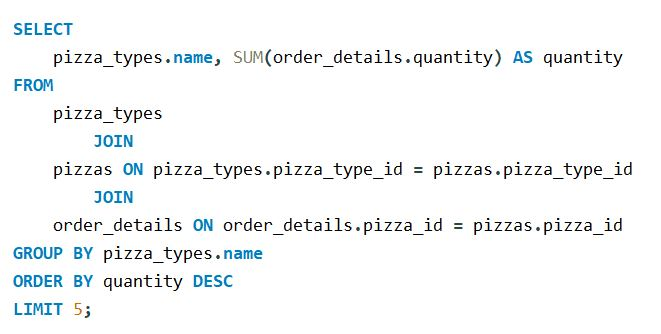 SELECT
pizza_types.name, SUM(order_details.quantity) AS quantity
FROM
pizza_types
JOIN
pizzas ON pizza_types.pizza_type_id = pizzas.pizza_type_id
JOIN
order_details ON order_details.pizza_id = pizzas.pizza_id
GROUP BY pizza_types.name
ORDER BY quantity DESC
LIMIT 5;